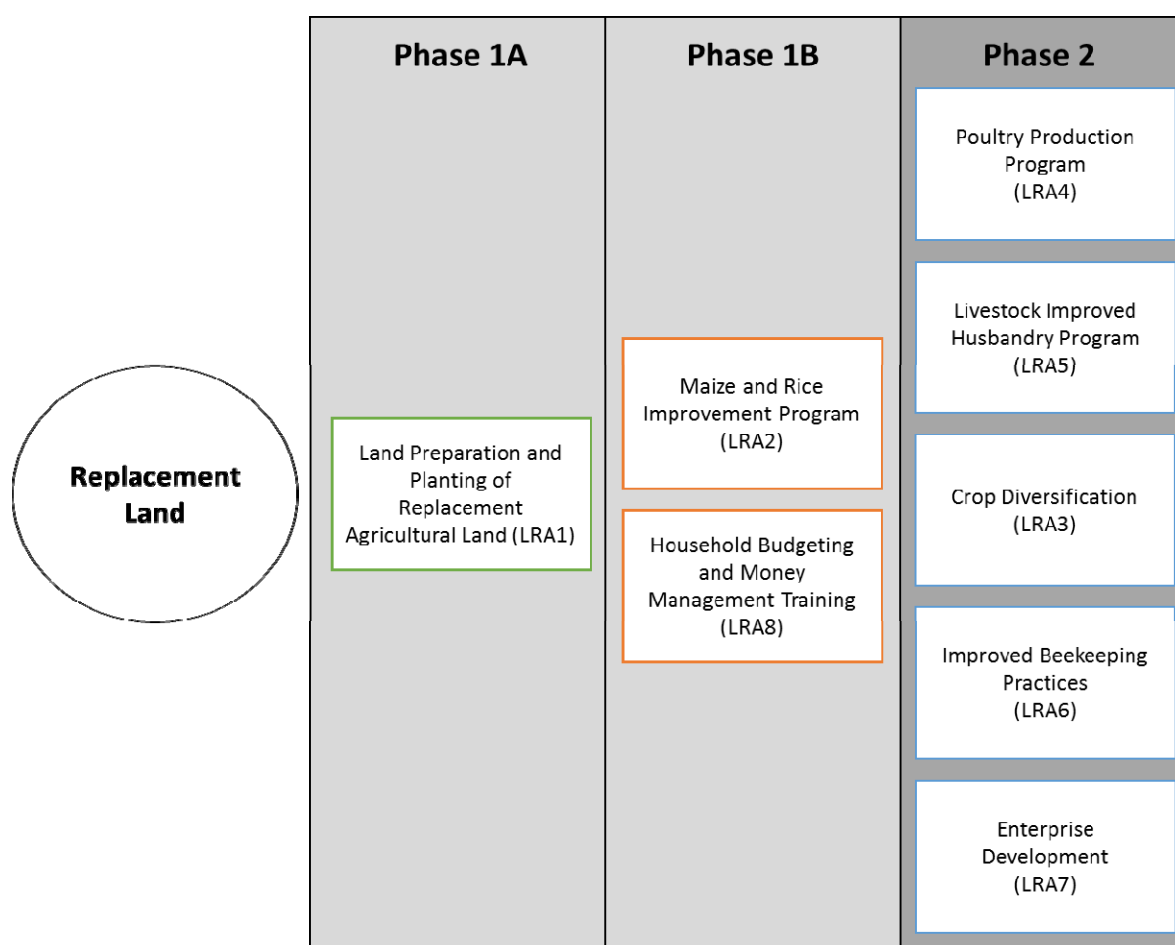 Phase 1A
Phase 1B
Phase 2
Replacement
Land
Land Preparation and
Planting of
Replacement
Agricultural Land (LRA1)
Maize and Rice
Improvement Program
(LRA2)
Household Budgeting
and Money
Management Training
(LRA8)
Poultry Production
Program
(LRA4)
Livestock Improved
Husbandry Program
(LRA5)
Crop Diversification
(LRA3)
Improved Beekeeping
Practices
(LRA6)
Enterprise
Development
(LRA7)